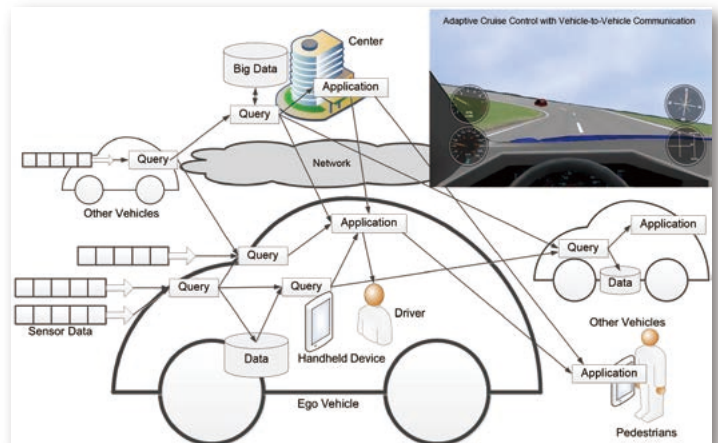 Adaptive Cruise Control with Vehicle-to-Vehicle Communication
Center
Big Data
Application
Query
Query
Network
Other Vehicles
Application
Application
Query
Query
Query
Query
Data
Driver
Sensor Data
Other Vehicles
Data
Handheld Device
Application
Ego Vehicle
Pedestrians